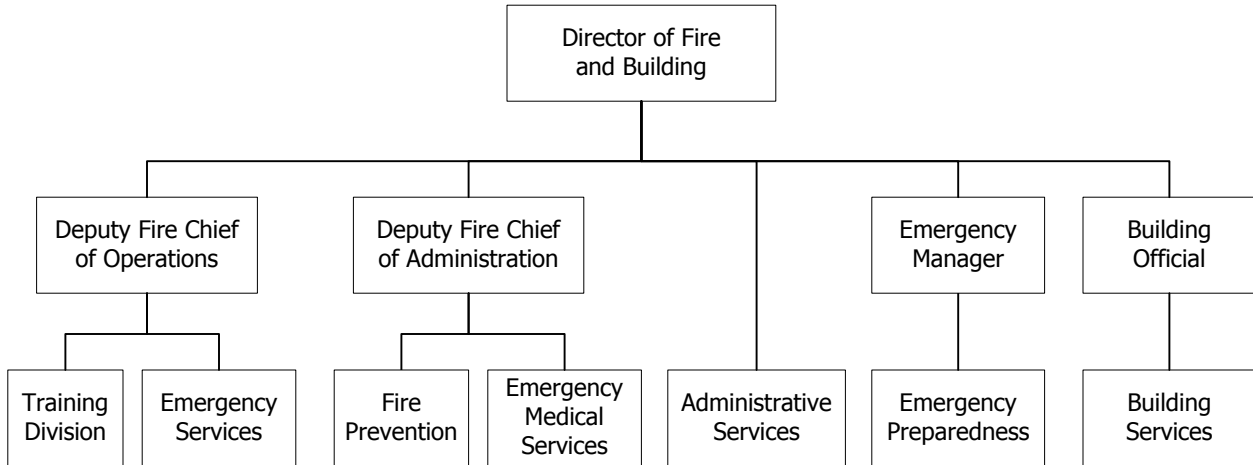 Director of Fire
and Building
Deputy Fire Chief
of Operations
Deputy Fire Chief
of Administration
Emergency
Manager
Building
Official
Training
Division
Emergency
Services
Fire
Prevention
Emergency
Medical
Services
Administrative
Services
Emergency
Preparedness
Building
Services